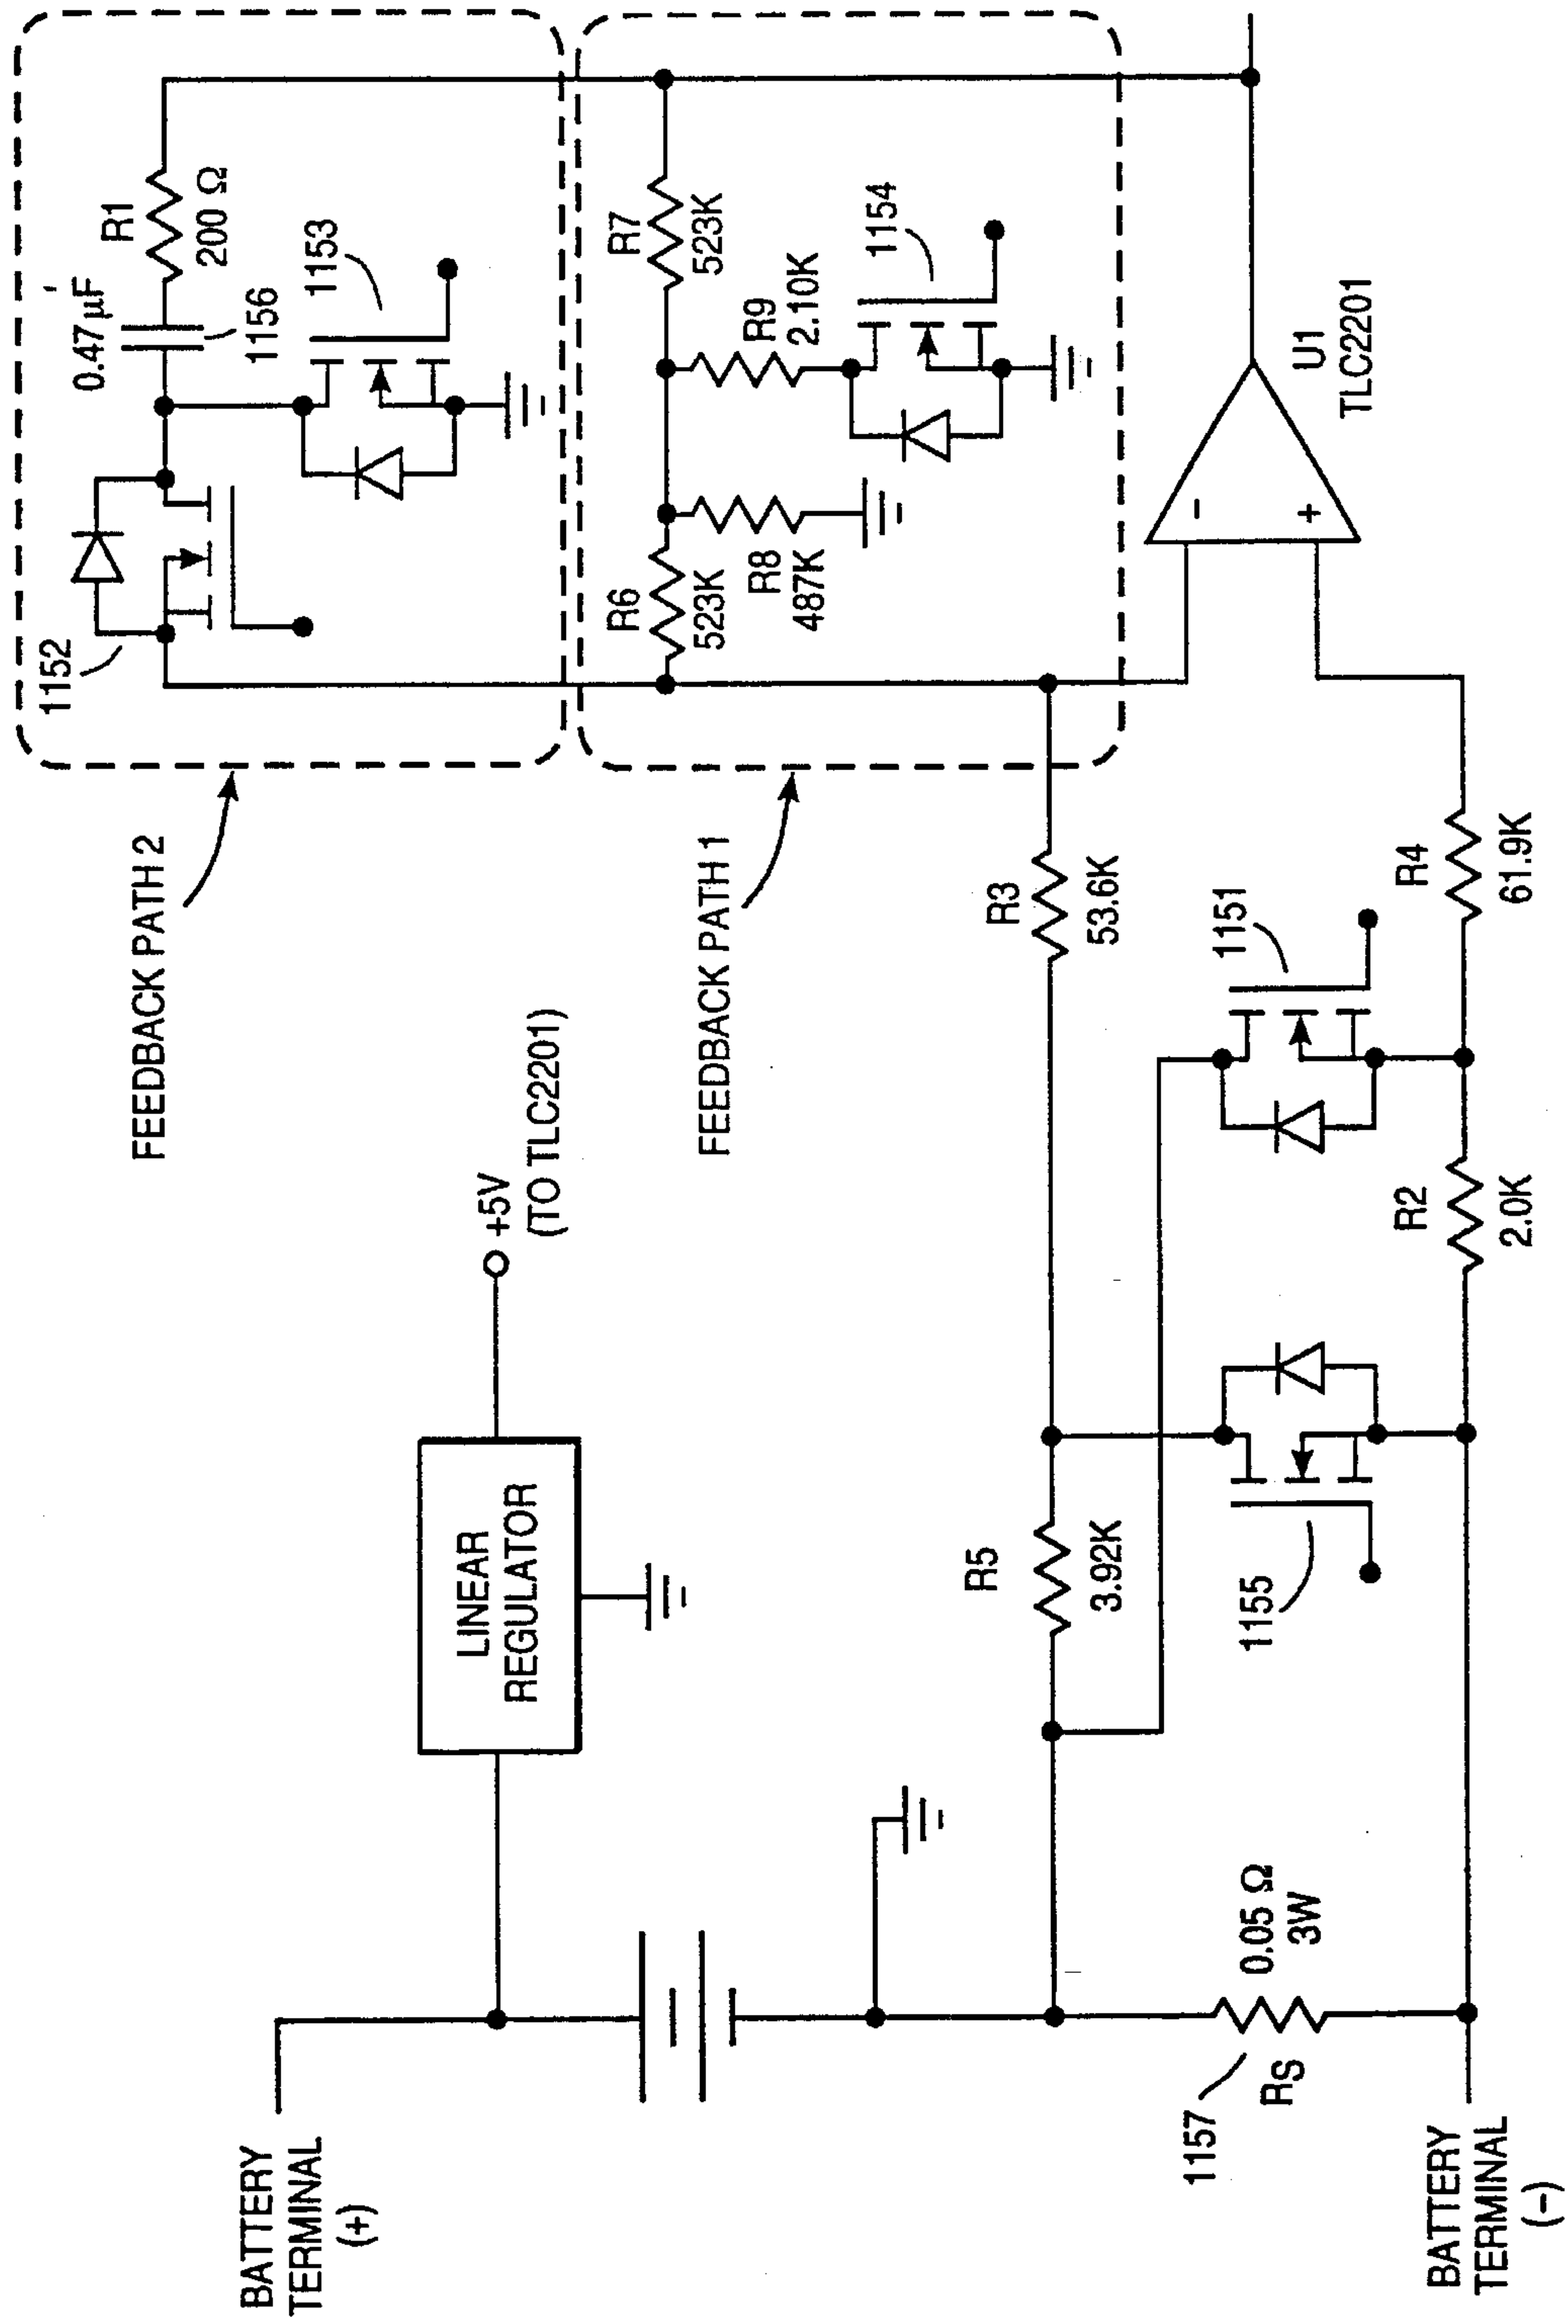 FEEDBACK PATH 2
1152
0.47 µF
1156
R1
200 Ω
1153
FEEDBACK PATH 1
R6
523K
R8
487K
R7
523K
R9
2.10K
1154
BATTERY
TERMINAL
(+)
LINEAR
REGULATOR
+5V
(TO TLC2201)
R5
3.92K
R3
53.6K
1157
RS
0.05 Ω
3W
1155
1151
R2
2.0K
R4
61.9K
-
+
U1
TLC2201
BATTERY
TERMINAL
(-)